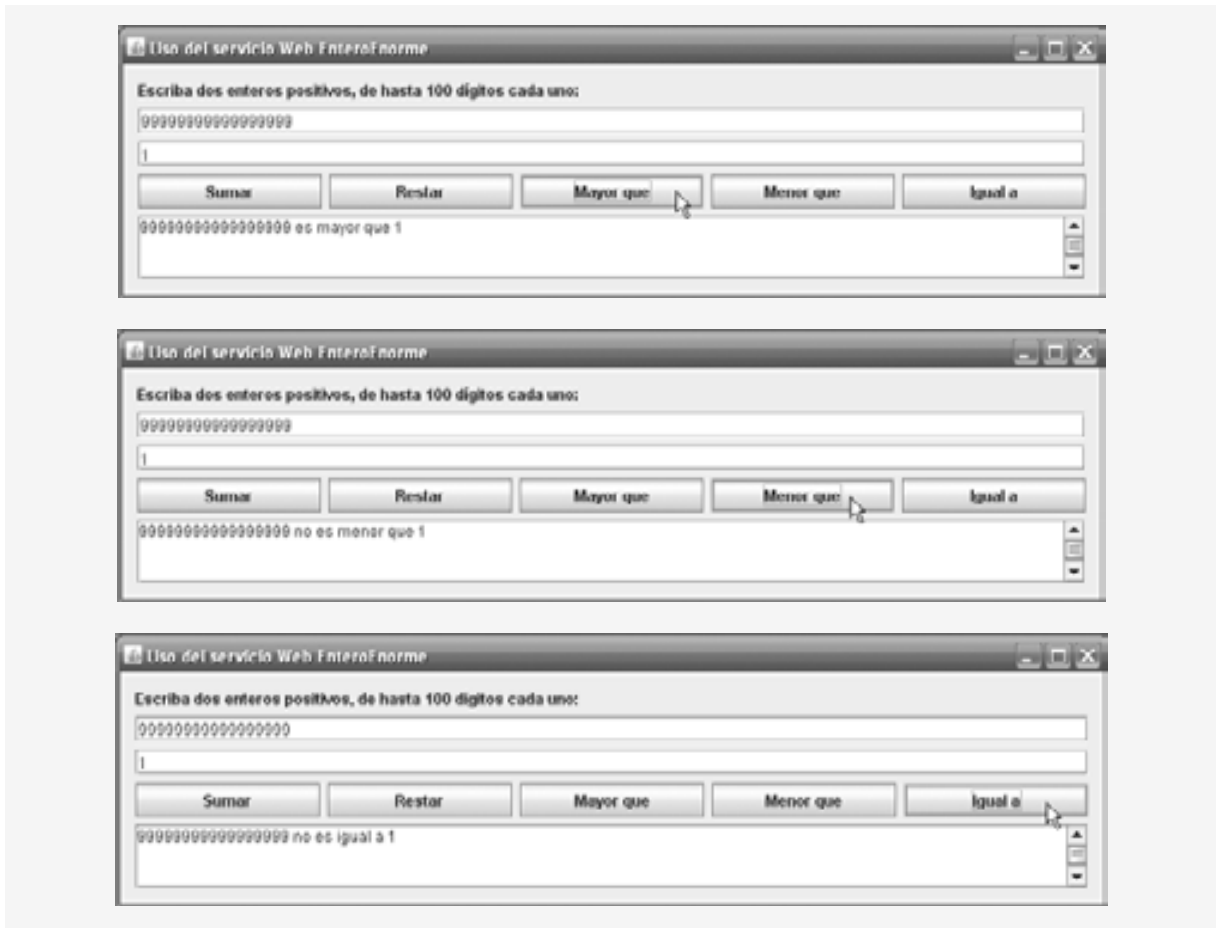 Uso del servicio Web EnteroEnorme
Escriba dos enteros positivos, de hasta 100 dígitos cada uno:
99999999999999999
1
Sumar Restar Mayor que Menor que Igual a
99999999999999999 es mayor que 1
Uso del servicio Web EnteroEnorme
Escriba dos enteros positivos, de hasta 100 dígitos cada uno:
99999999999999999
1
Sumar Restar Mayor que Menor que Igual a
99999999999999999 no es menor que 1
Uso del servicio Web EnteroEnorme
Escriba dos enteros positivos, de hasta 100 dígitos cada uno:
99999999999999999
1
Sumar Restar Mayor que Menor que Igual a
99999999999999999 no es igual a 1